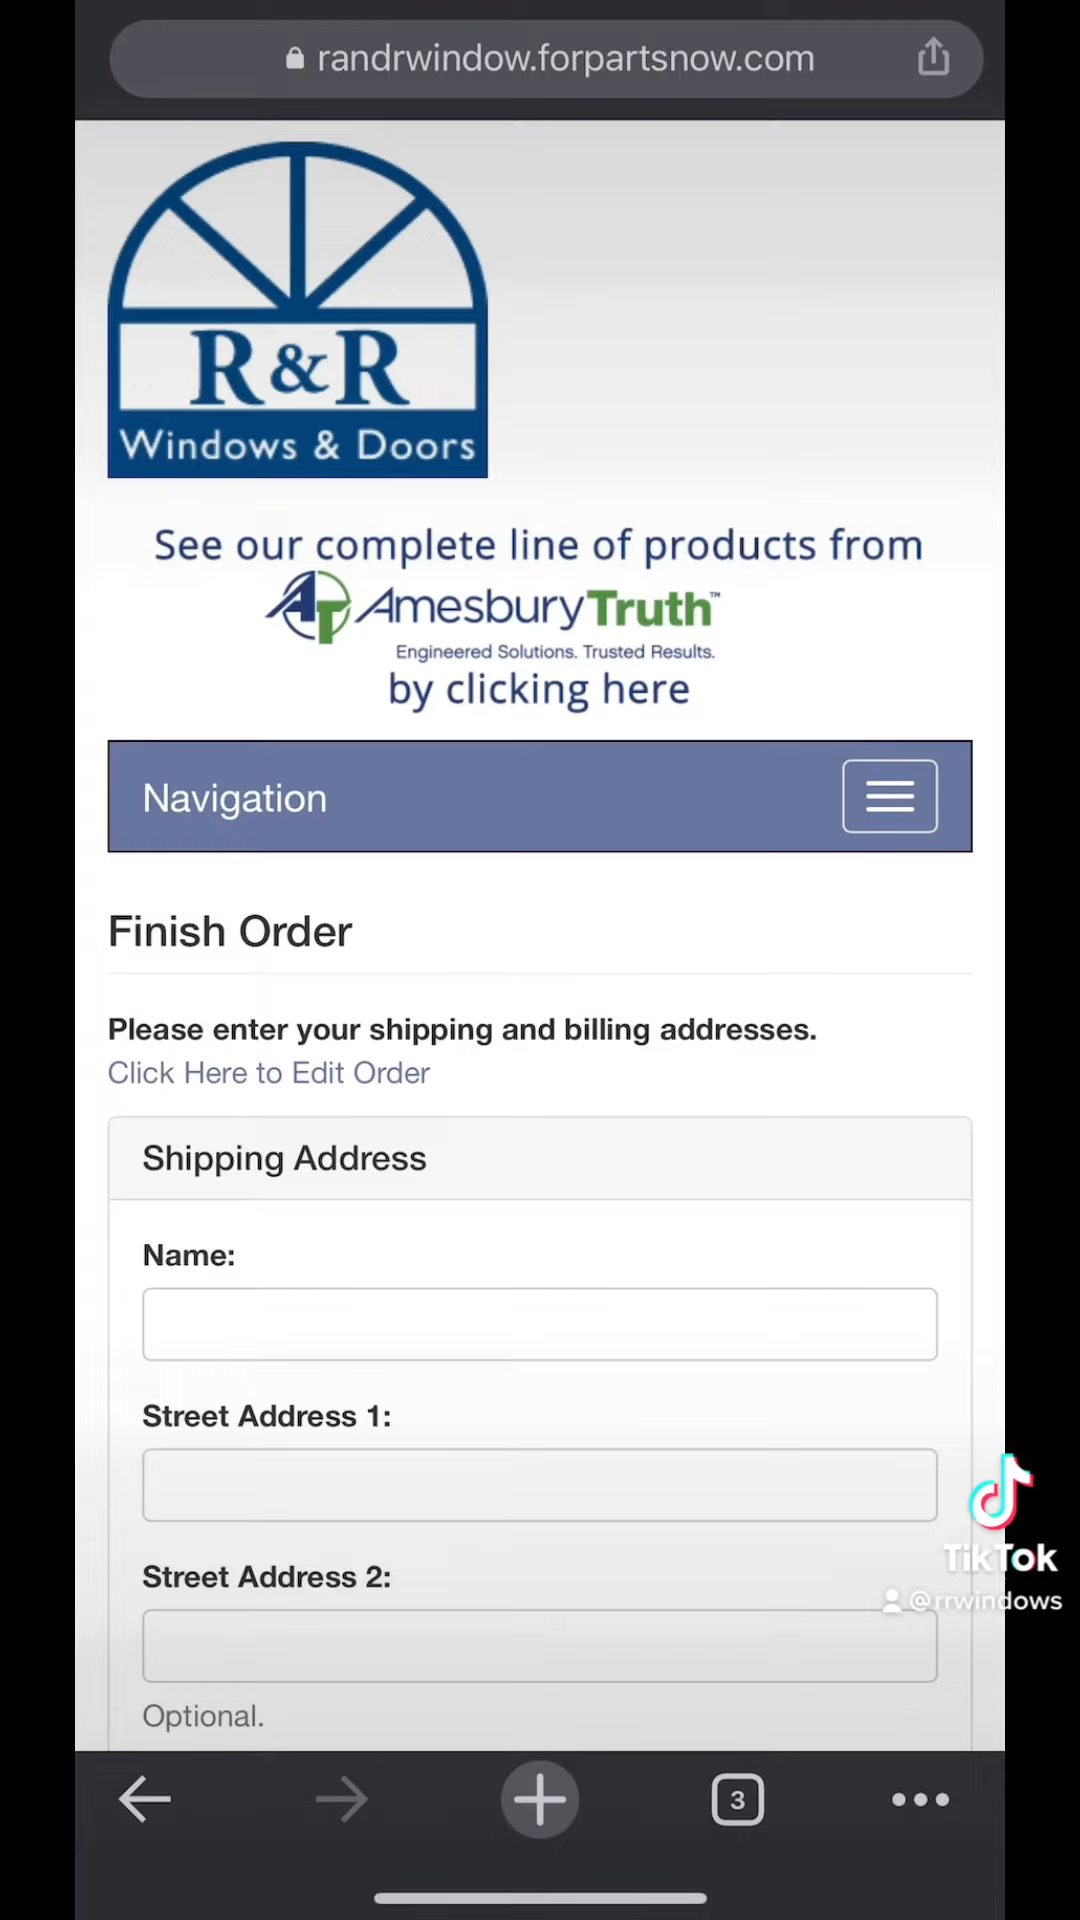 randrwindow.forpartsnow.com
R&R
Windows & Doors
See our complete line of products from
AT AmesburyTruth™
Engineered Solutions. Trusted Results.
by clicking here
Navigation
Finish Order
Please enter your shipping and billing addresses.
Click Here to Edit Order
Shipping Address
Name:
Street Address 1:
Street Address 2:
TikTok
@rrwindows
Optional.
3